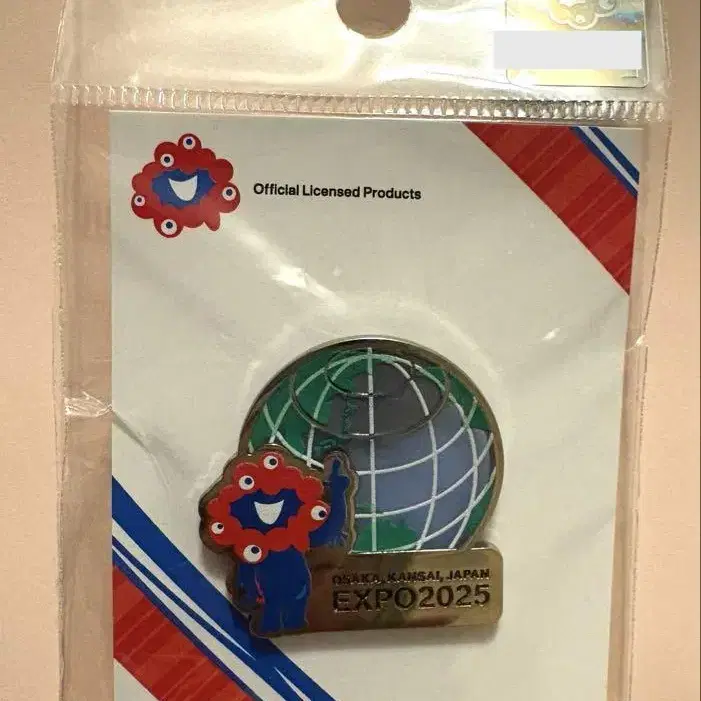 Official Licensed Products
OSAKA, KANSAI, JAPAN
EXPO2025